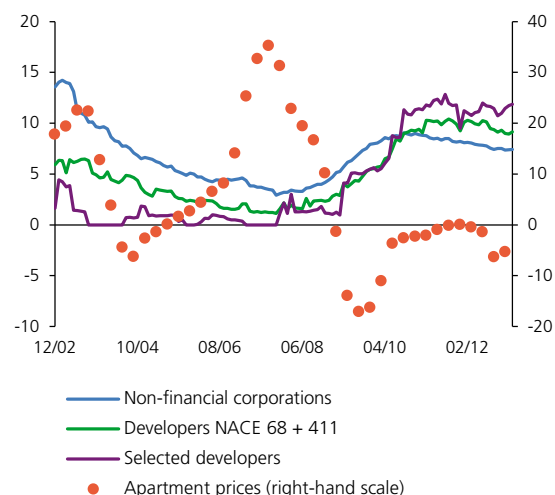 20 40
15 30
10 20
5 10
0 0
-5 -10
-10 -20
12/02 10/04 08/06 06/08 04/10 02/12
Non-financial corporations
Developers NACE 68 + 411
Selected developers
Apartment prices (right-hand scale)